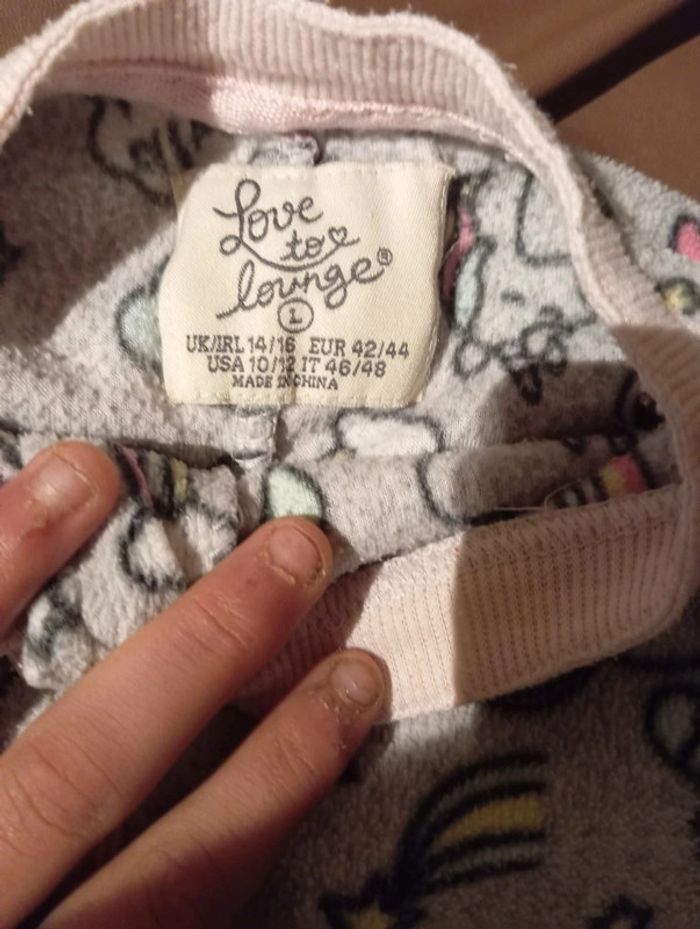 Love
to
lounge®
L
UK/IRL 14/16 EUR 42/44
USA 10/12 IT 46/48
MADE IN CHINA